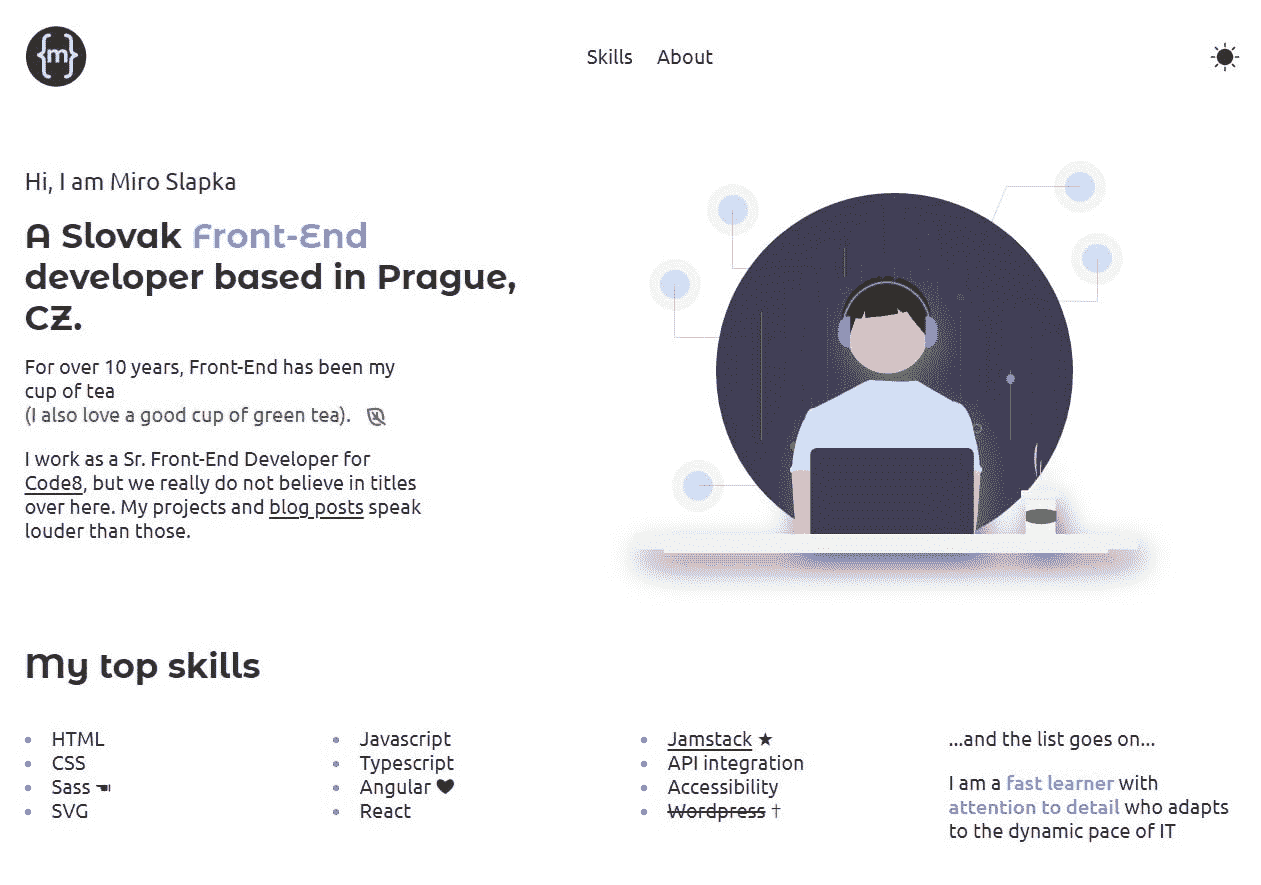 {m}
Skills About
Hi, I am Miro Slapka
A Slovak Front-End
developer based in Prague,
CZ.
For over 10 years, Front-End has been my
cup of tea
(I also love a good cup of green tea).
I work as a Sr. Front-End Developer for
Code8, but we really do not believe in titles
over here. My projects and blog posts speak
louder than those.
My top skills
HTML
CSS
Sass ☚
SVG
Javascript
Typescript
Angular ♥
React
Jamstack ★
API integration
Accessibility
Wordpress †
...and the list goes on...
I am a fast learner with
attention to detail who adapts
to the dynamic pace of IT